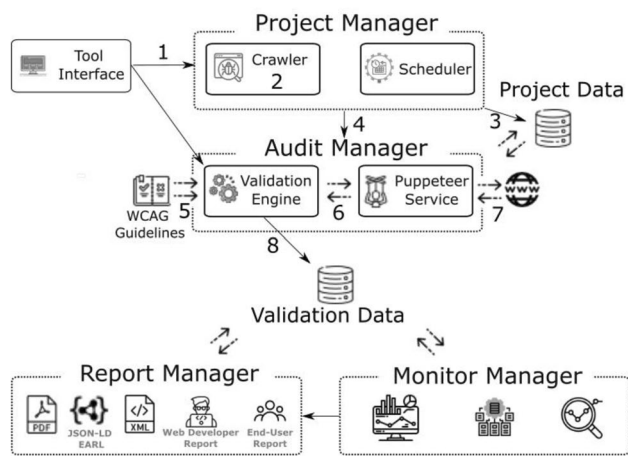 Project Manager
Tool
Interface
1
Crawler
2
Scheduler
Project Data
3
4
Audit Manager
WCAG
Guidelines
5
Validation
Engine
6
Puppeteer
Service
7
WWW
8
Validation Data
Report Manager
PDF
JSON-LD
EARL
XML
Web Developer
Report
End-User
Report
Monitor Manager